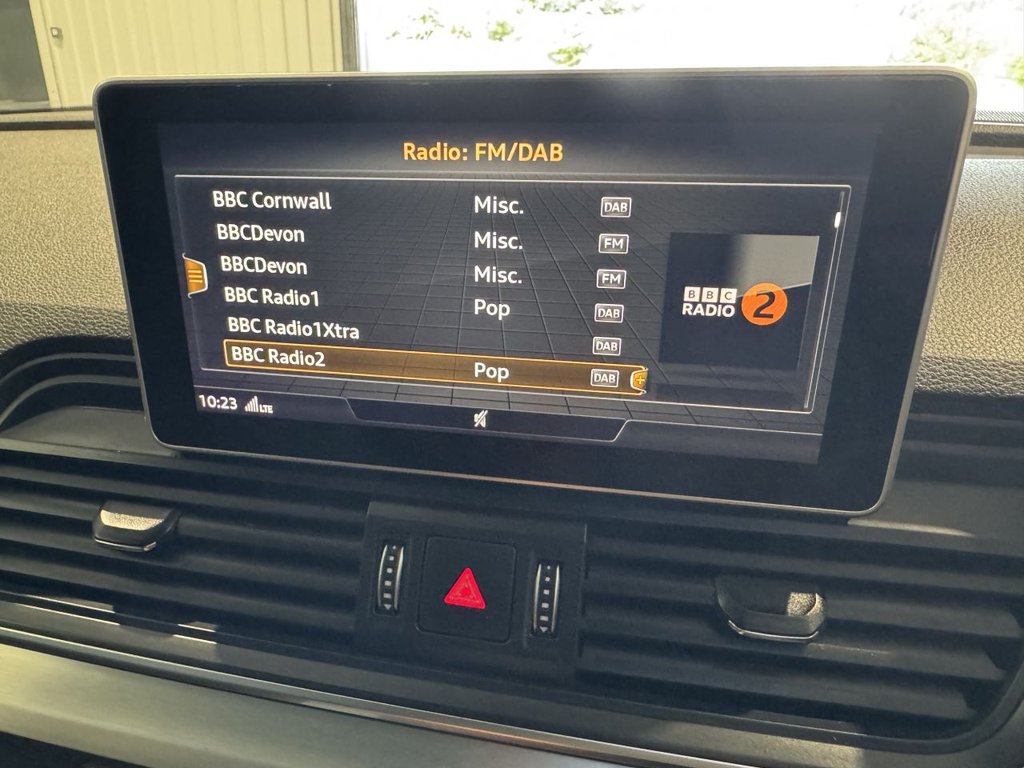 Radio: FM/DAB
BBC Cornwall Misc. DAB
BBCDevon Misc. FM
BBCDevon Misc. FM
BBC Radio1 Pop DAB
BBC Radio1Xtra DAB
BBC Radio2 Pop DAB
BBC
RADIO 2
10:23 LTE